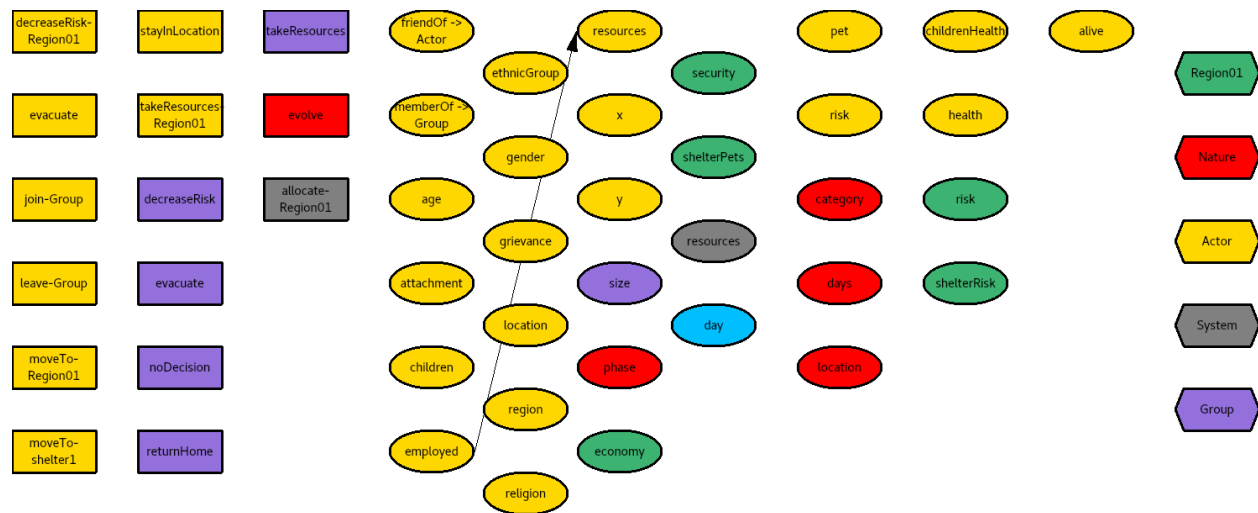 decreaseRisk-
Region01
stayInLocation
takeResources
friendOf ->
Actor
resources
pet
childrenHealth
alive
ethnicGroup
security
Region01
evacuate
takeResources-
Region01
evolve
memberOf ->
Group
x
risk
health
gender
shelterPets
Nature
join-Group
decreaseRisk
allocate-
Region01
age
y
category
risk
grievance
resources
Actor
leave-Group
evacuate
attachment
size
days
shelterRisk
location
day
System
moveTo-
Region01
noDecision
children
phase
location
region
Group
moveTo-
shelter1
returnHome
employed
economy
religion